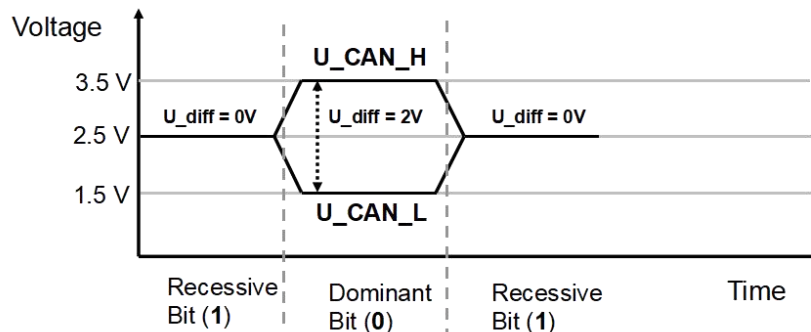 Voltage
U_CAN_H
3.5 V
U_diff = 0V
U_diff = 2V
U_diff = 0V
2.5 V
1.5 V
U_CAN_L
Recessive
Bit (1)
Dominant
Bit (0)
Recessive
Bit (1)
Time